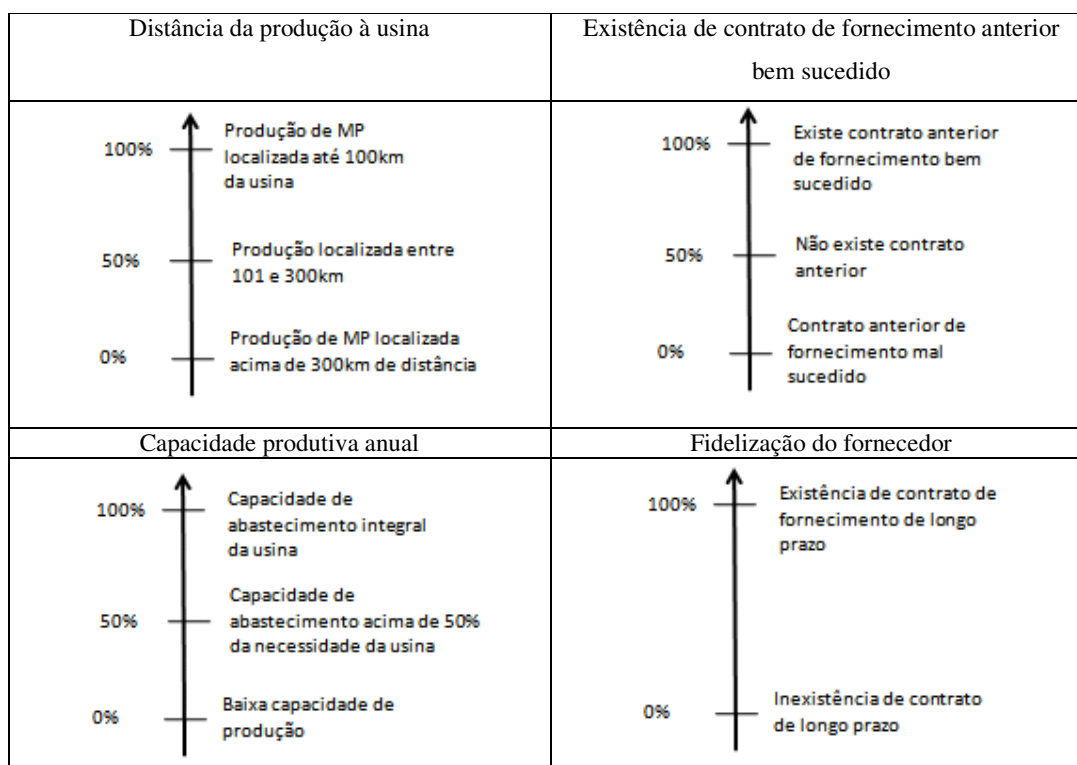 Distância da produção à usina
Existência de contrato de fornecimento anterior
bem sucedido
100%
Produção de MP
localizada até 100km
da usina
50%
Produção localizada entre
101 e 300km
0%
Produção de MP localizada
acima de 300km de distância
100%
Existe contrato anterior
de fornecimento bem
sucedido
50%
Não existe contrato
anterior
0%
Contrato anterior de
fornecimento mal
sucedido
Capacidade produtiva anual
Fidelização do fornecedor
100%
Capacidade de
abastecimento integral
da usina
50%
Capacidade de
abastecimento acima de 50%
da necessidade da usina
0%
Baixa capacidade de
produção
100%
Existência de contrato de
fornecimento de longo
prazo
0%
Inexistência de contrato
de longo prazo